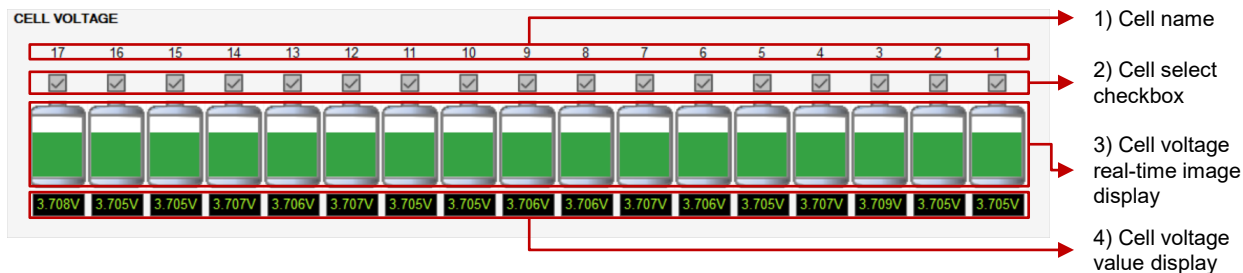 CELL VOLTAGE
17 16 15 14 13 12 11 10 9 8 7 6 5 4 3 2 1
3.708V 3.705V 3.705V 3.707V 3.706V 3.707V 3.705V 3.705V 3.706V 3.706V 3.707V 3.706V 3.705V 3.707V 3.709V 3.705V 3.705V
1) Cell name
2) Cell select
checkbox
3) Cell voltage
real-time image
display
4) Cell voltage
value display